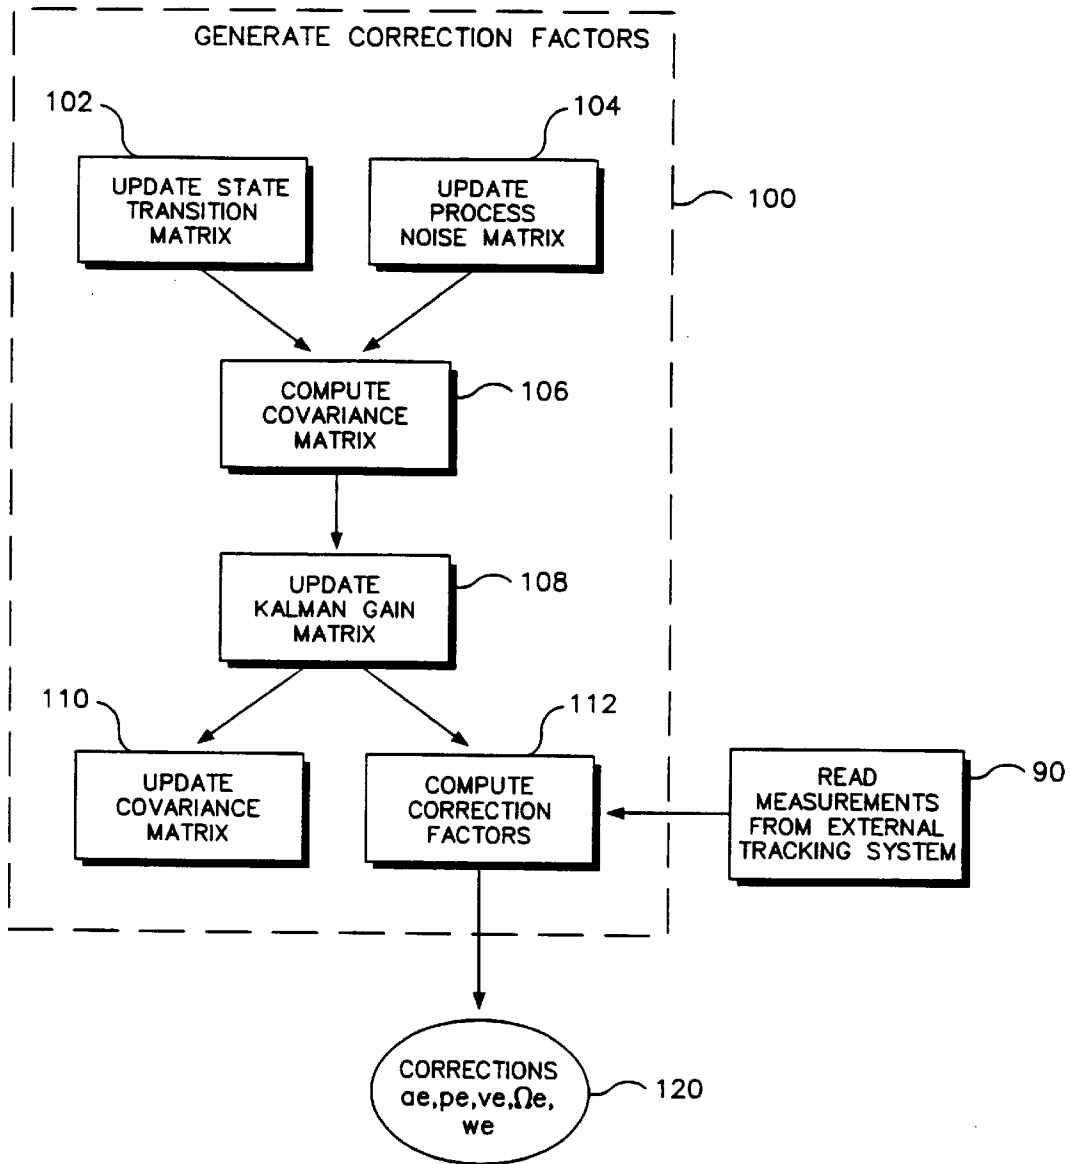 GENERATE CORRECTION FACTORS
102
104
UPDATE STATE
TRANSITION
MATRIX
UPDATE
PROCESS
NOISE MATRIX
100
COMPUTE
COVARIANCE
MATRIX
106
UPDATE
KALMAN GAIN
MATRIX
108
110
112
UPDATE
COVARIANCE
MATRIX
COMPUTE
CORRECTION
FACTORS
READ
MEASUREMENTS
FROM EXTERNAL
TRACKING SYSTEM
90
CORRECTIONS
ae,pe,ve,Ωe,
we
120